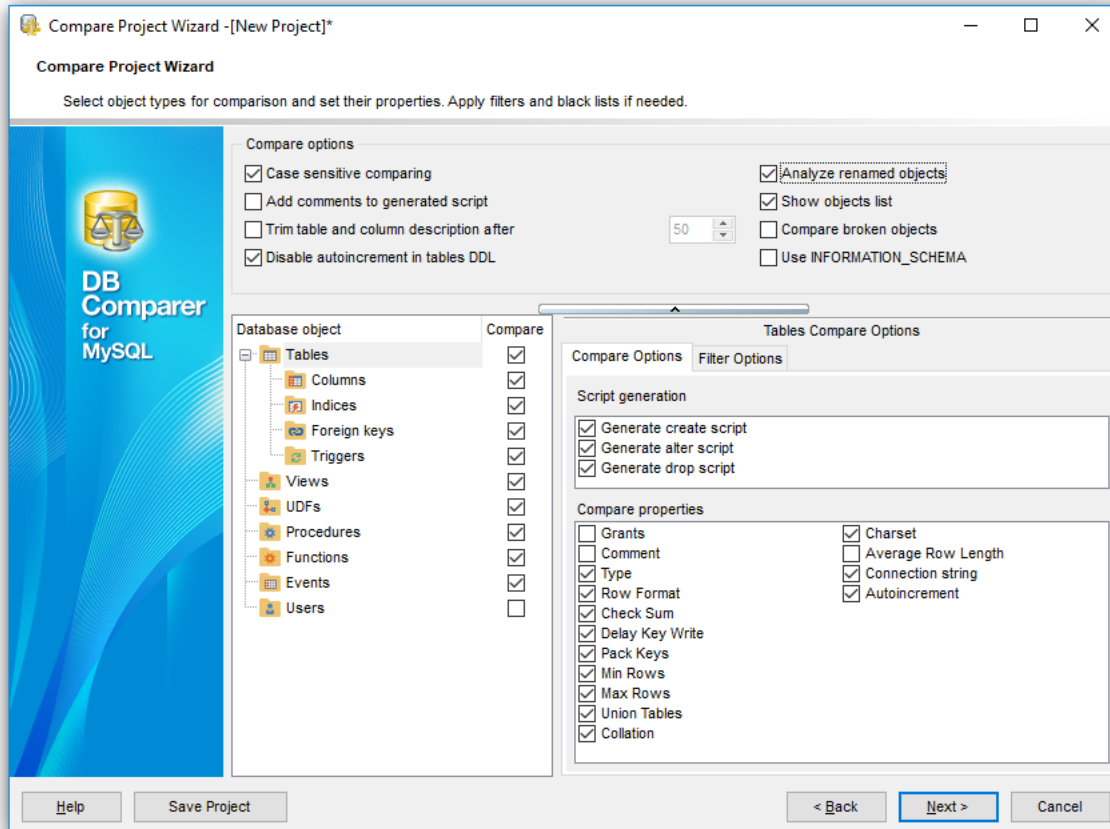 Compare Project Wizard -[New Project]*
Compare Project Wizard
Select object types for comparison and set their properties. Apply filters and black lists if needed.
DB
Comparer
for
MySQL
Compare options
Case sensitive comparing
Add comments to generated script
Trim table and column description after
50
Disable autoincrement in tables DDL
Analyze renamed objects
Show objects list
Compare broken objects
Use INFORMATION_SCHEMA
Database object Compare
Tables
Columns
Indices
Foreign keys
Triggers
Views
UDFs
Procedures
Functions
Events
Users
Tables Compare Options
Compare Options Filter Options
Script generation
Generate create script
Generate alter script
Generate drop script
Compare properties
Grants
Comment
Type
Row Format
Check Sum
Delay Key Write
Pack Keys
Min Rows
Max Rows
Union Tables
Collation
Charset
Average Row Length
Connection string
Autoincrement
Help Save Project < Back Next > Cancel